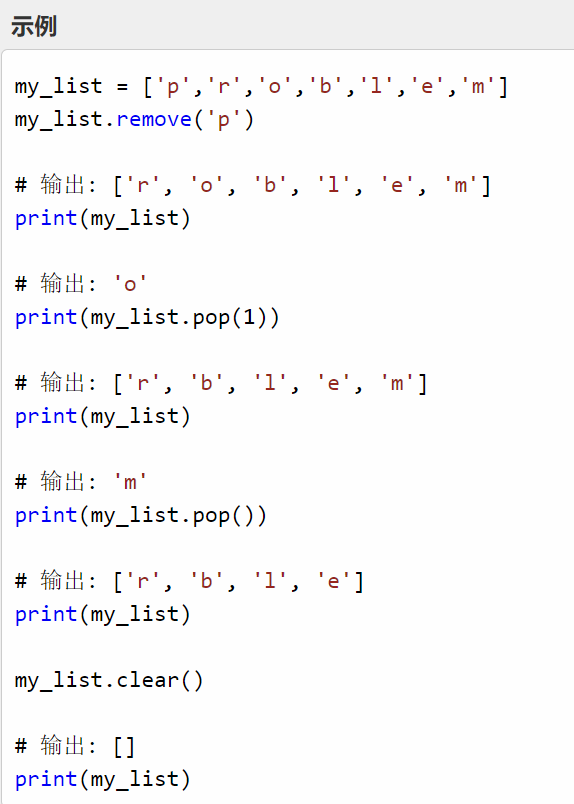 示例
my_list = ['p','r','o','b','l','e','m']
my_list.remove('p')
# 输出: ['r', 'o', 'b', 'l', 'e', 'm']
print(my_list)
# 输出: 'o'
print(my_list.pop(1))
# 输出: ['r', 'b', 'l', 'e', 'm']
print(my_list)
# 输出: 'm'
print(my_list.pop())
# 输出: ['r', 'b', 'l', 'e']
print(my_list)
my_list.clear()
# 输出: []
print(my_list)